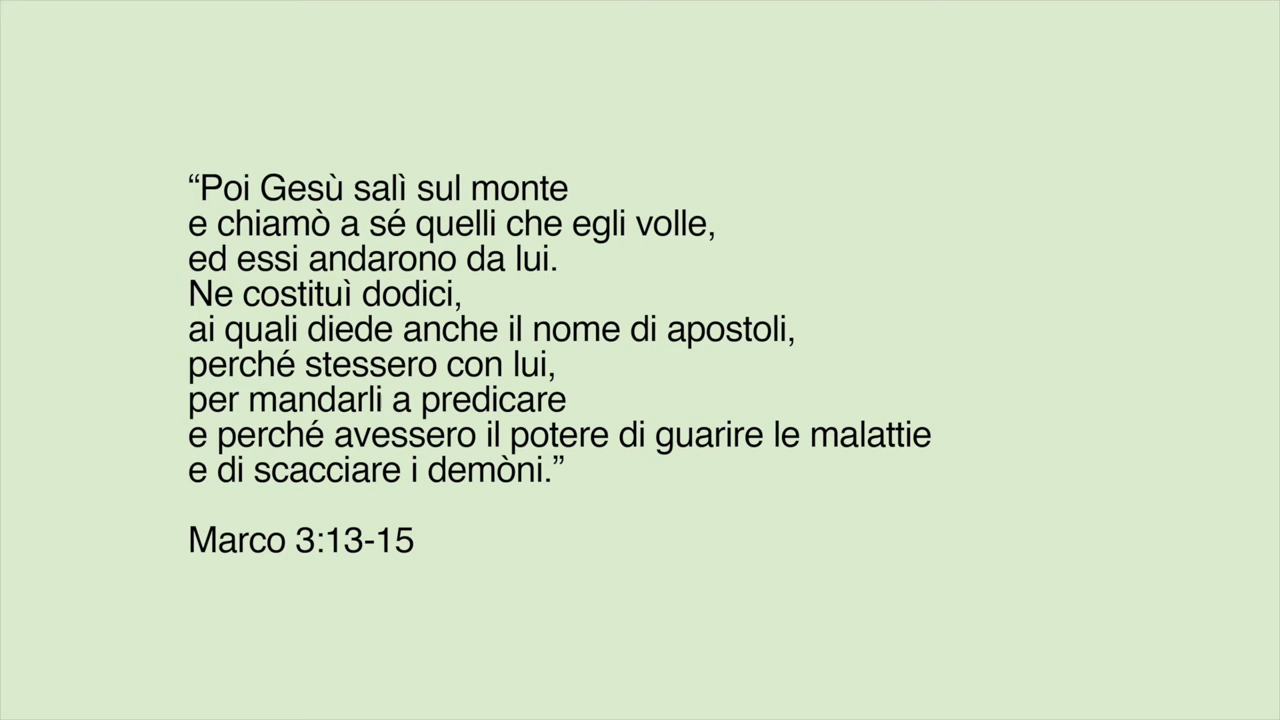 “Poi Gesù salì sul monte
e chiamò a sé quelli che egli volle,
ed essi andarono da lui.
Ne costituì dodici,
ai quali diede anche il nome di apostoli,
perché stessero con lui,
per mandarli a predicare
e perché avessero il potere di guarire le malattie
e di scacciare i demòni.”
Marco 3:13-15